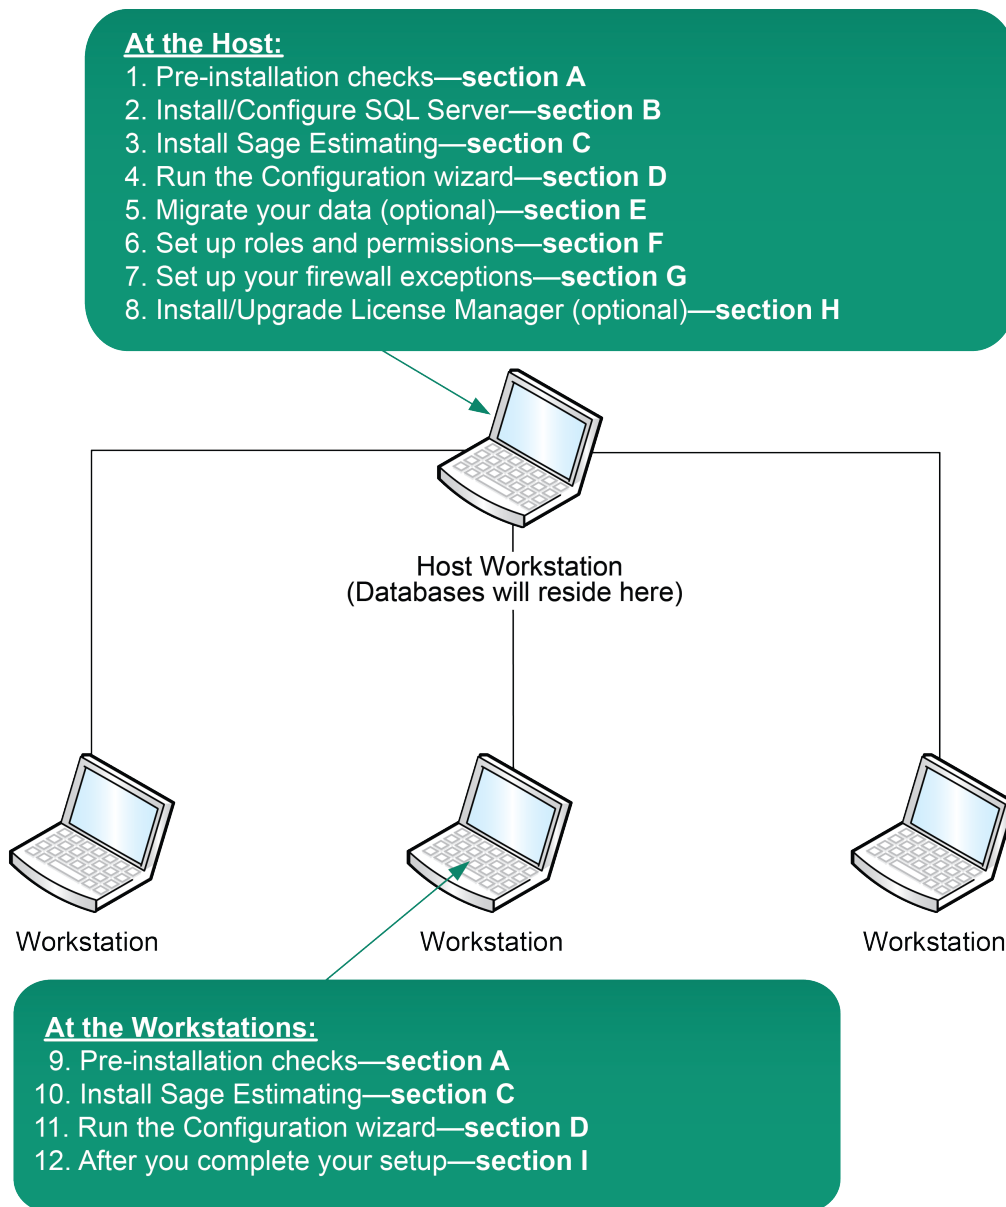 At the Host:
1. Pre-installation checks—section A
2. Install/Configure SQL Server—section B
3. Install Sage Estimating—section C
4. Run the Configuration wizard—section D
5. Migrate your data (optional)—section E
6. Set up roles and permissions—section F
7. Set up your firewall exceptions—section G
8. Install/Upgrade License Manager (optional)—section H
Host Workstation
(Databases will reside here)
Workstation
Workstation
Workstation
At the Workstations:
9. Pre-installation checks—section A
10. Install Sage Estimating—section C
11. Run the Configuration wizard—section D
12. After you complete your setup—section I